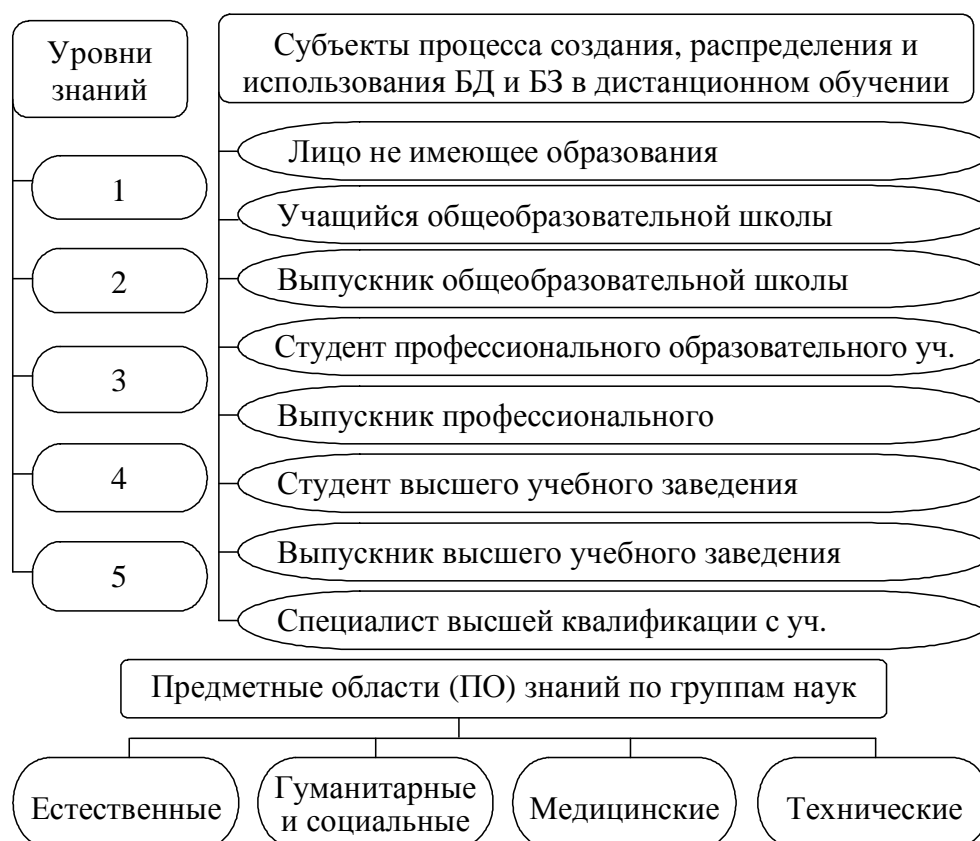 Уровни
знаний
1
2
3
4
5
Субъекты процесса создания, распределения и
использования БД и БЗ в дистанционном обучении
Лицо не имеющее образования
Учащийся общеобразовательной школы
Выпускник общеобразовательной школы
Студент профессионального образовательного уч.
Выпускник профессионального
Студент высшего учебного заведения
Выпускник высшего учебного заведения
Специалист высшей квалификации с уч.
Предметные области (ПО) знаний по группам наук
Естественные
Гуманитарные
и социальные
Медицинские
Технические